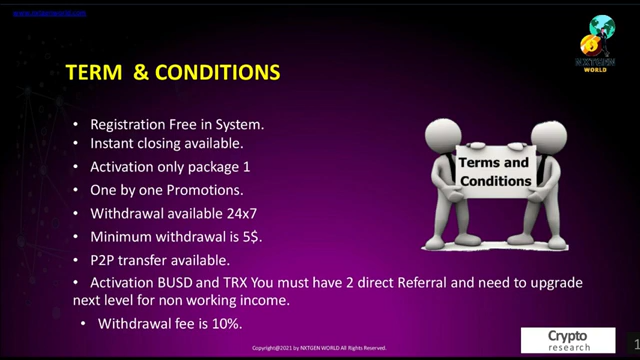 TERM & CONDITIONS
NXTGEN
WORLD
• Registration Free in System.
• Instant closing available.
• Activation only package 1
• One by one Promotions.
• Withdrawal available 24x7
• Minimum withdrawal is 5$.
• P2P transfer available.
• Activation BUSD and TRX You must have 2 direct Referral and need to upgrade
next level for non working income.
• Withdrawal fee is 10%.
Terms and
Conditions
Copyright@2021 by NXTGEN WORLD All Rights Reserved.
Crypto
research
1